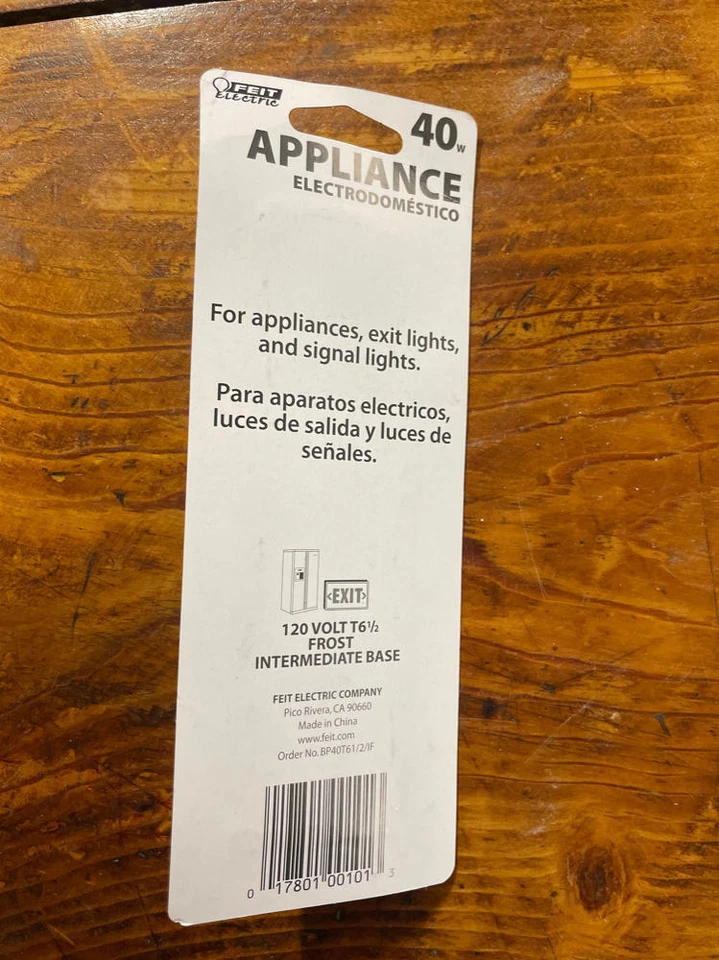 FEIT
electric
40w
APPLIANCE
ELECTRODOMÉSTICO
For appliances, exit lights,
and signal lights.
Para aparatos electricos,
luces de salida y luces de
señales.
<EXIT>
120 VOLT T6½
FROST
INTERMEDIATE BASE
FEIT ELECTRIC COMPANY
Pico Rivera, CA 90660
Made in China
www.feit.com
Order No. BP40T61/2/IF
0 17801 00101 3